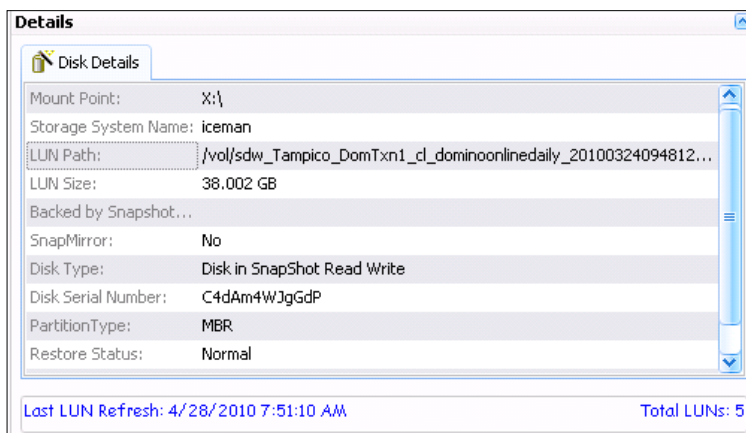 Details
Disk Details
Mount Point: X:\
Storage System Name: iceman
LUN Path: /vol/sdw_Tampico_DomTxn1_cl_dominoonlinedaily_20100324094812...
LUN Size: 38.002 GB
Backed by Snapshot...
SnapMirror: No
Disk Type: Disk in SnapShot Read Write
Disk Serial Number: C4dAm4WJgGdP
PartitionType: MBR
Restore Status: Normal
Last LUN Refresh: 4/28/2010 7:51:10 AM Total LUNs: 5